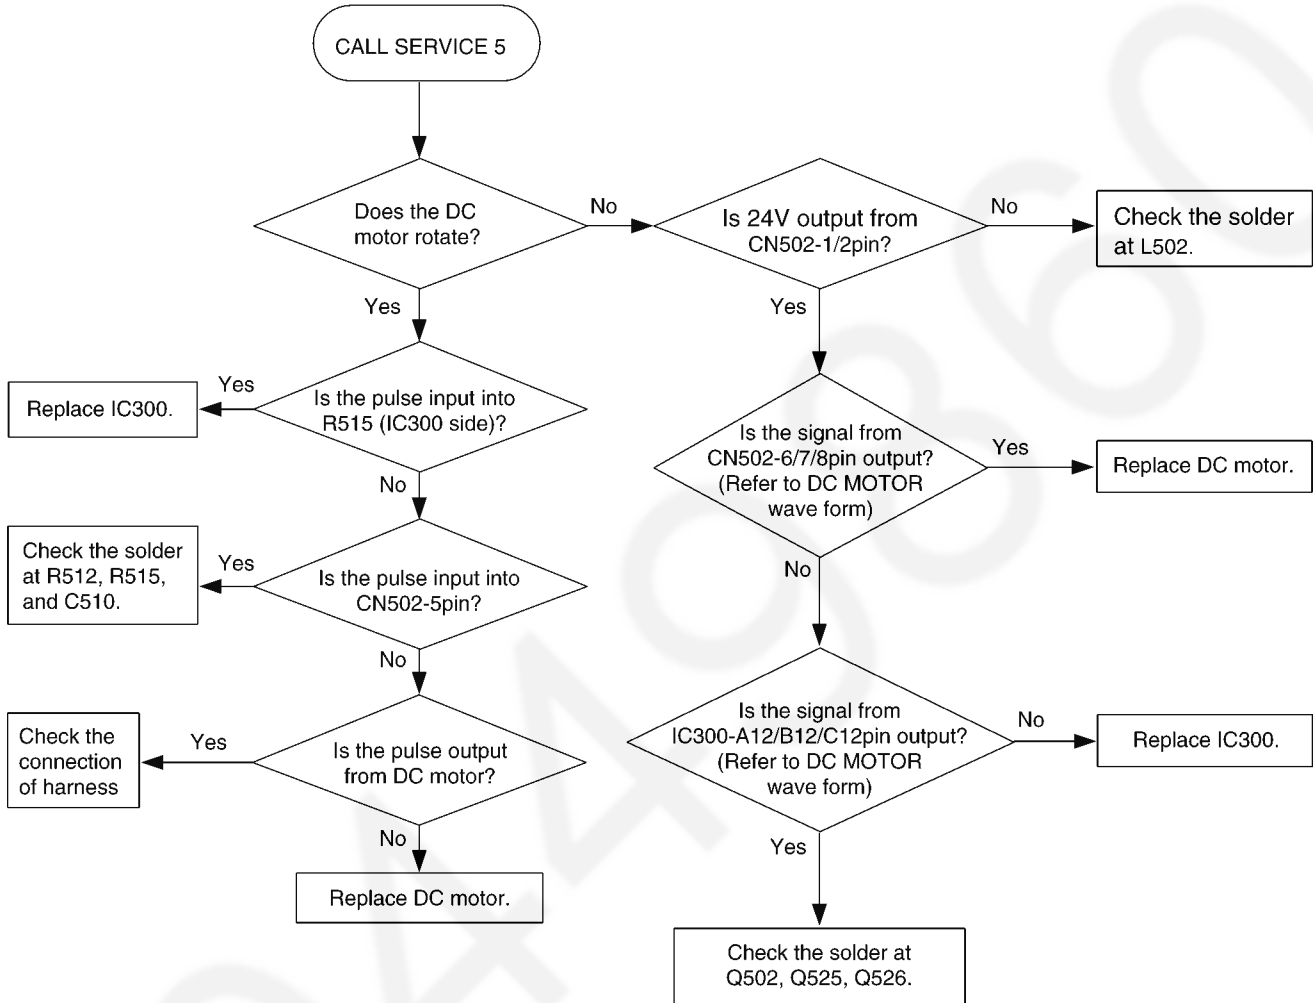 CALL SERVICE 5
Does the DC
motor rotate?
No
Is 24V output from
CN502-1/2pin?
No
Check the solder
at L502.
Yes
Yes
Replace IC300.
Yes
Is the pulse input into
R515 (IC300 side)?
Is the signal from
CN502-6/7/8pin output?
(Refer to DC MOTOR
wave form)
Yes
Replace DC motor.
No
Check the solder
at R512, R515,
and C510.
Yes
Is the pulse input into
CN502-5pin?
No
No
Check the
connection
of harness
Yes
Is the pulse output
from DC motor?
Is the signal from
IC300-A12/B12/C12pin output?
(Refer to DC MOTOR
wave form)
No
Replace IC300.
No
Yes
Replace DC motor.
Check the solder at
Q502, Q525, Q526.